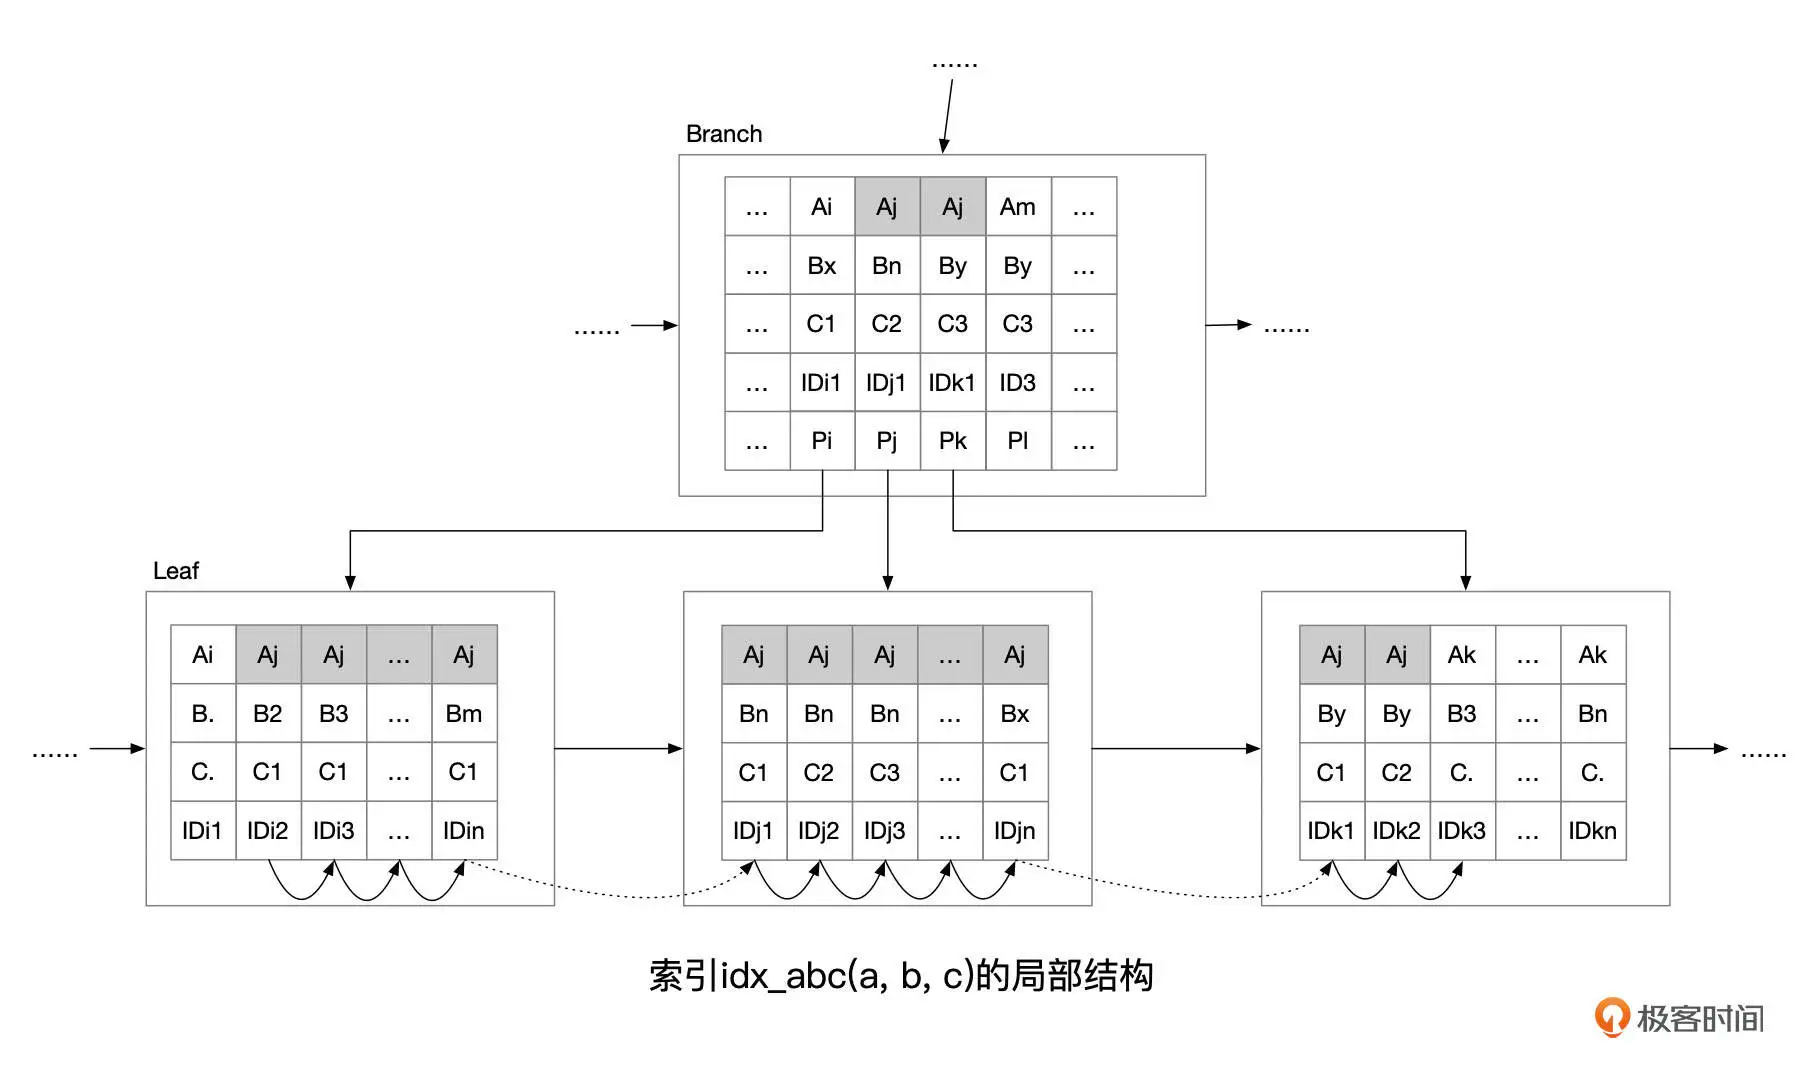 ......
Branch
... Ai Aj Aj Am ...
... Bx Bn By By ...
...... ... C1 C2 C3 C3 ... ......
... IDi1 IDj1 IDk1 ID3 ...
... Pi Pj Pk Pl ...
Leaf
Ai Aj Aj ... Aj
B. B2 B3 ... Bm
C. C1 C1 ... C1
IDi1 IDi2 IDi3 ... IDin
Aj Aj Aj ... Aj
Bn Bn Bn ... Bx
C1 C2 C3 ... C1
IDj1 IDj2 IDj3 ... IDjn
Aj Aj Ak ... Ak
By By B3 ... Bn
C1 C2 C. ... C.
IDk1 IDk2 IDk3 ... IDkn
......
......
索引idx_abc(a, b, c)的局部结构
极客时间